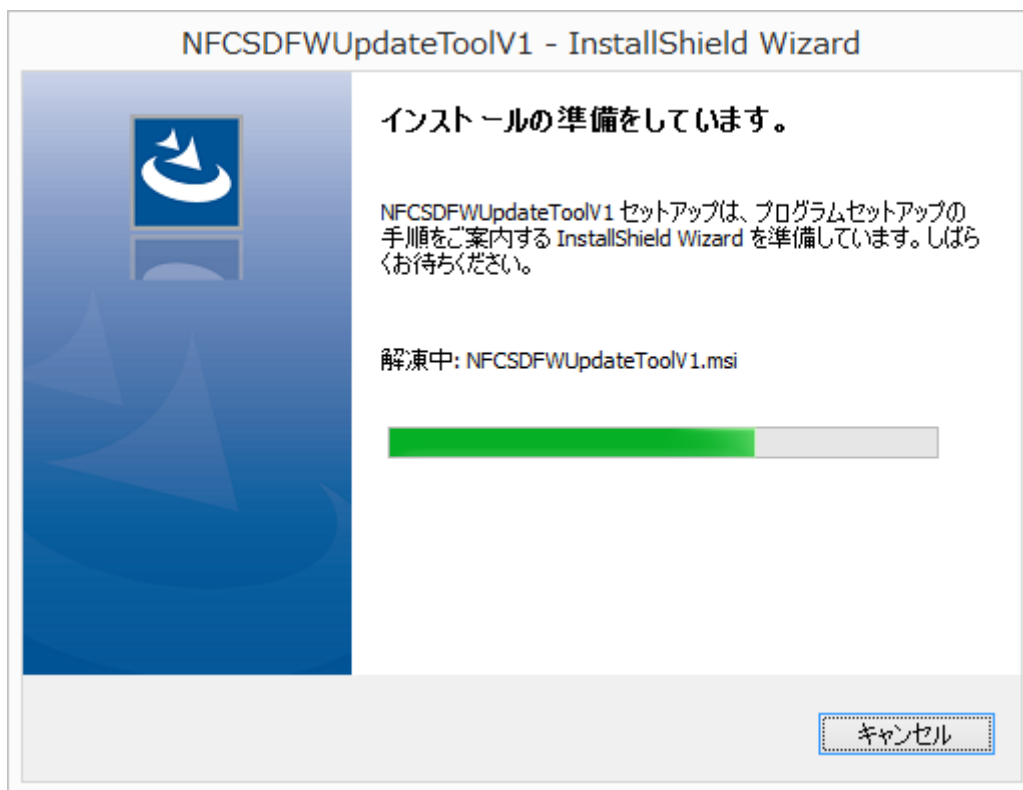 NFCSDFWUpdateToolV1 - InstallShield Wizard
インストールの準備をしています。
NFCSDFWUpdateToolV1 セットアップは、プログラムセットアップの
手順をご案内する InstallShield Wizard を準備しています。しばら
くお待ちください。
解凍中: NFCSDFWUpdateToolV1.msi
キャンセル